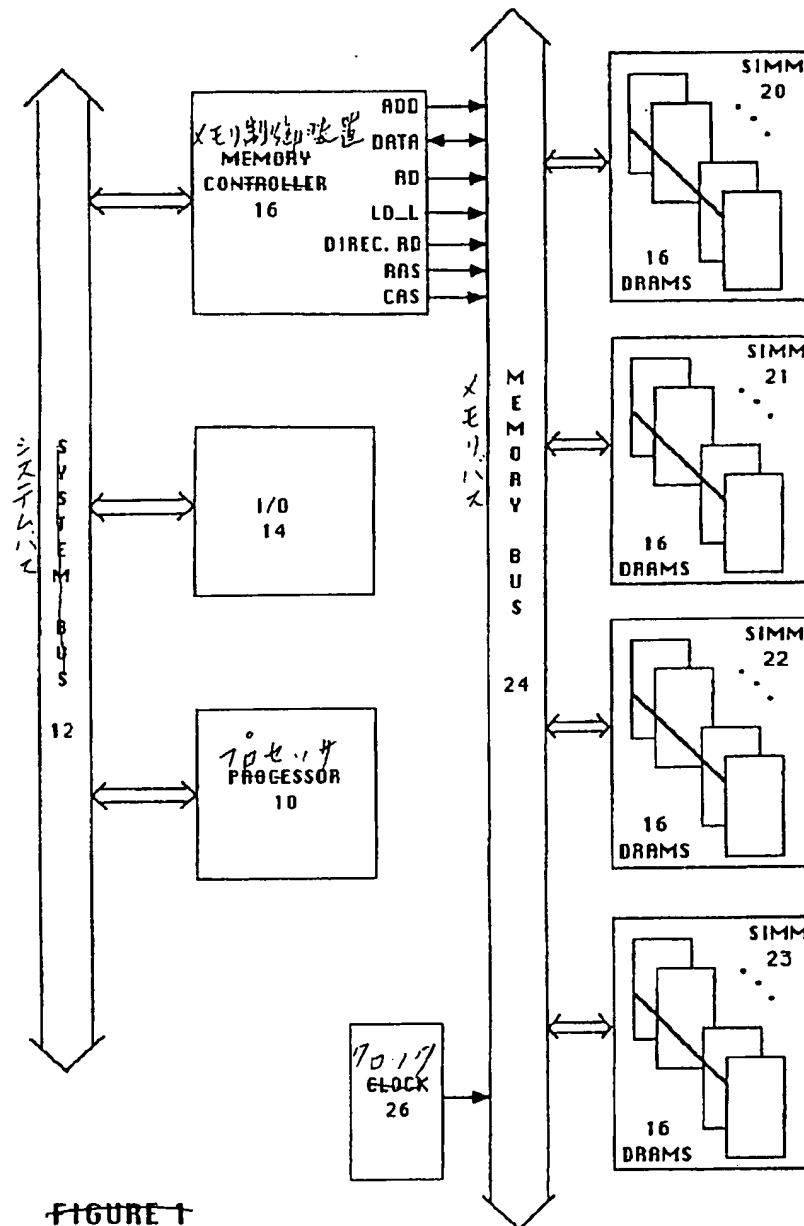 メモリ制御装置
MEMORY
CONTROLLER
16
ADD
DATA
RD
LD_L
DIREC. RD
RAS
CAS
システムバス
SYSTEM BUS
12
I/O
14
プロセッサ
PROCESSOR
10
メモリバス
MEMORY BUS
24
クロック
CLOCK
26
SIMM
20
16
DRAMS
SIMM
21
16
DRAMS
SIMM
22
16
DRAMS
SIMM
23
16
DRAMS
FIGURE 1